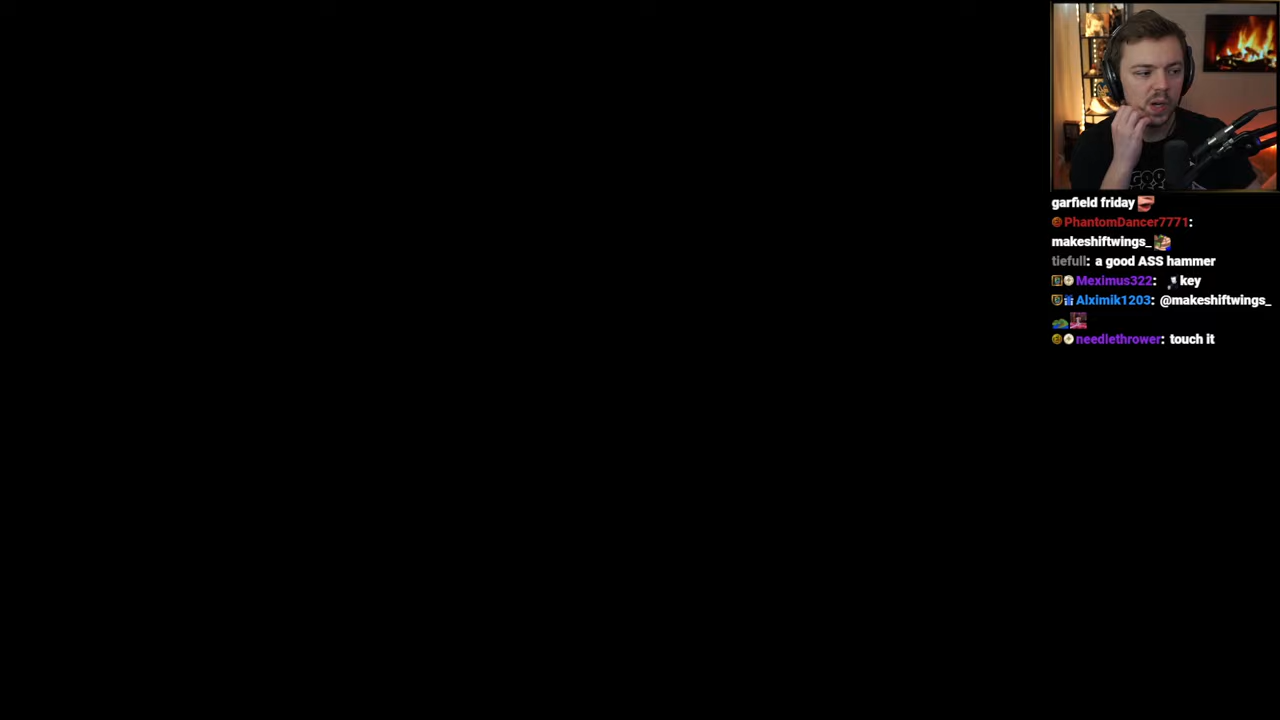 garfield friday
PhantomDancer7771:
makeshiftwings_
tiefull: a good ASS hammer
Meximus322: key
Alximik1203: @makeshiftwings_
needlethrower: touch it